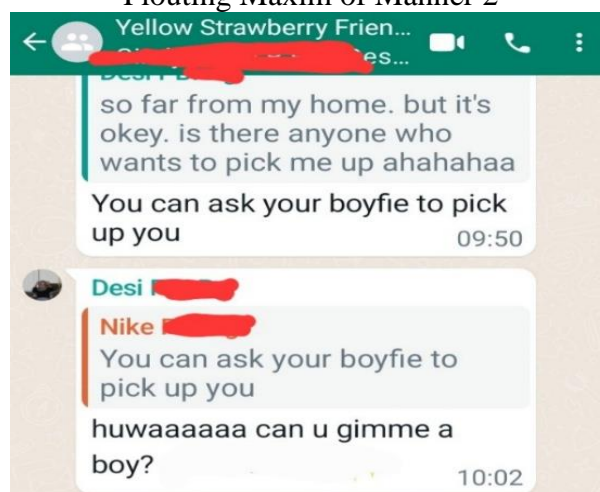 Flouting Maxim of Manner 2
Yellow Strawberry Frien...
es...
so far from my home. but it's
okey. is there anyone who
wants to pick me up ahahahaa
You can ask your boyfie to pick
up you
09:50
Desi
Nike
You can ask your boyfie to
pick up you
huwaaaaaa can u gimme a
boy?
10:02